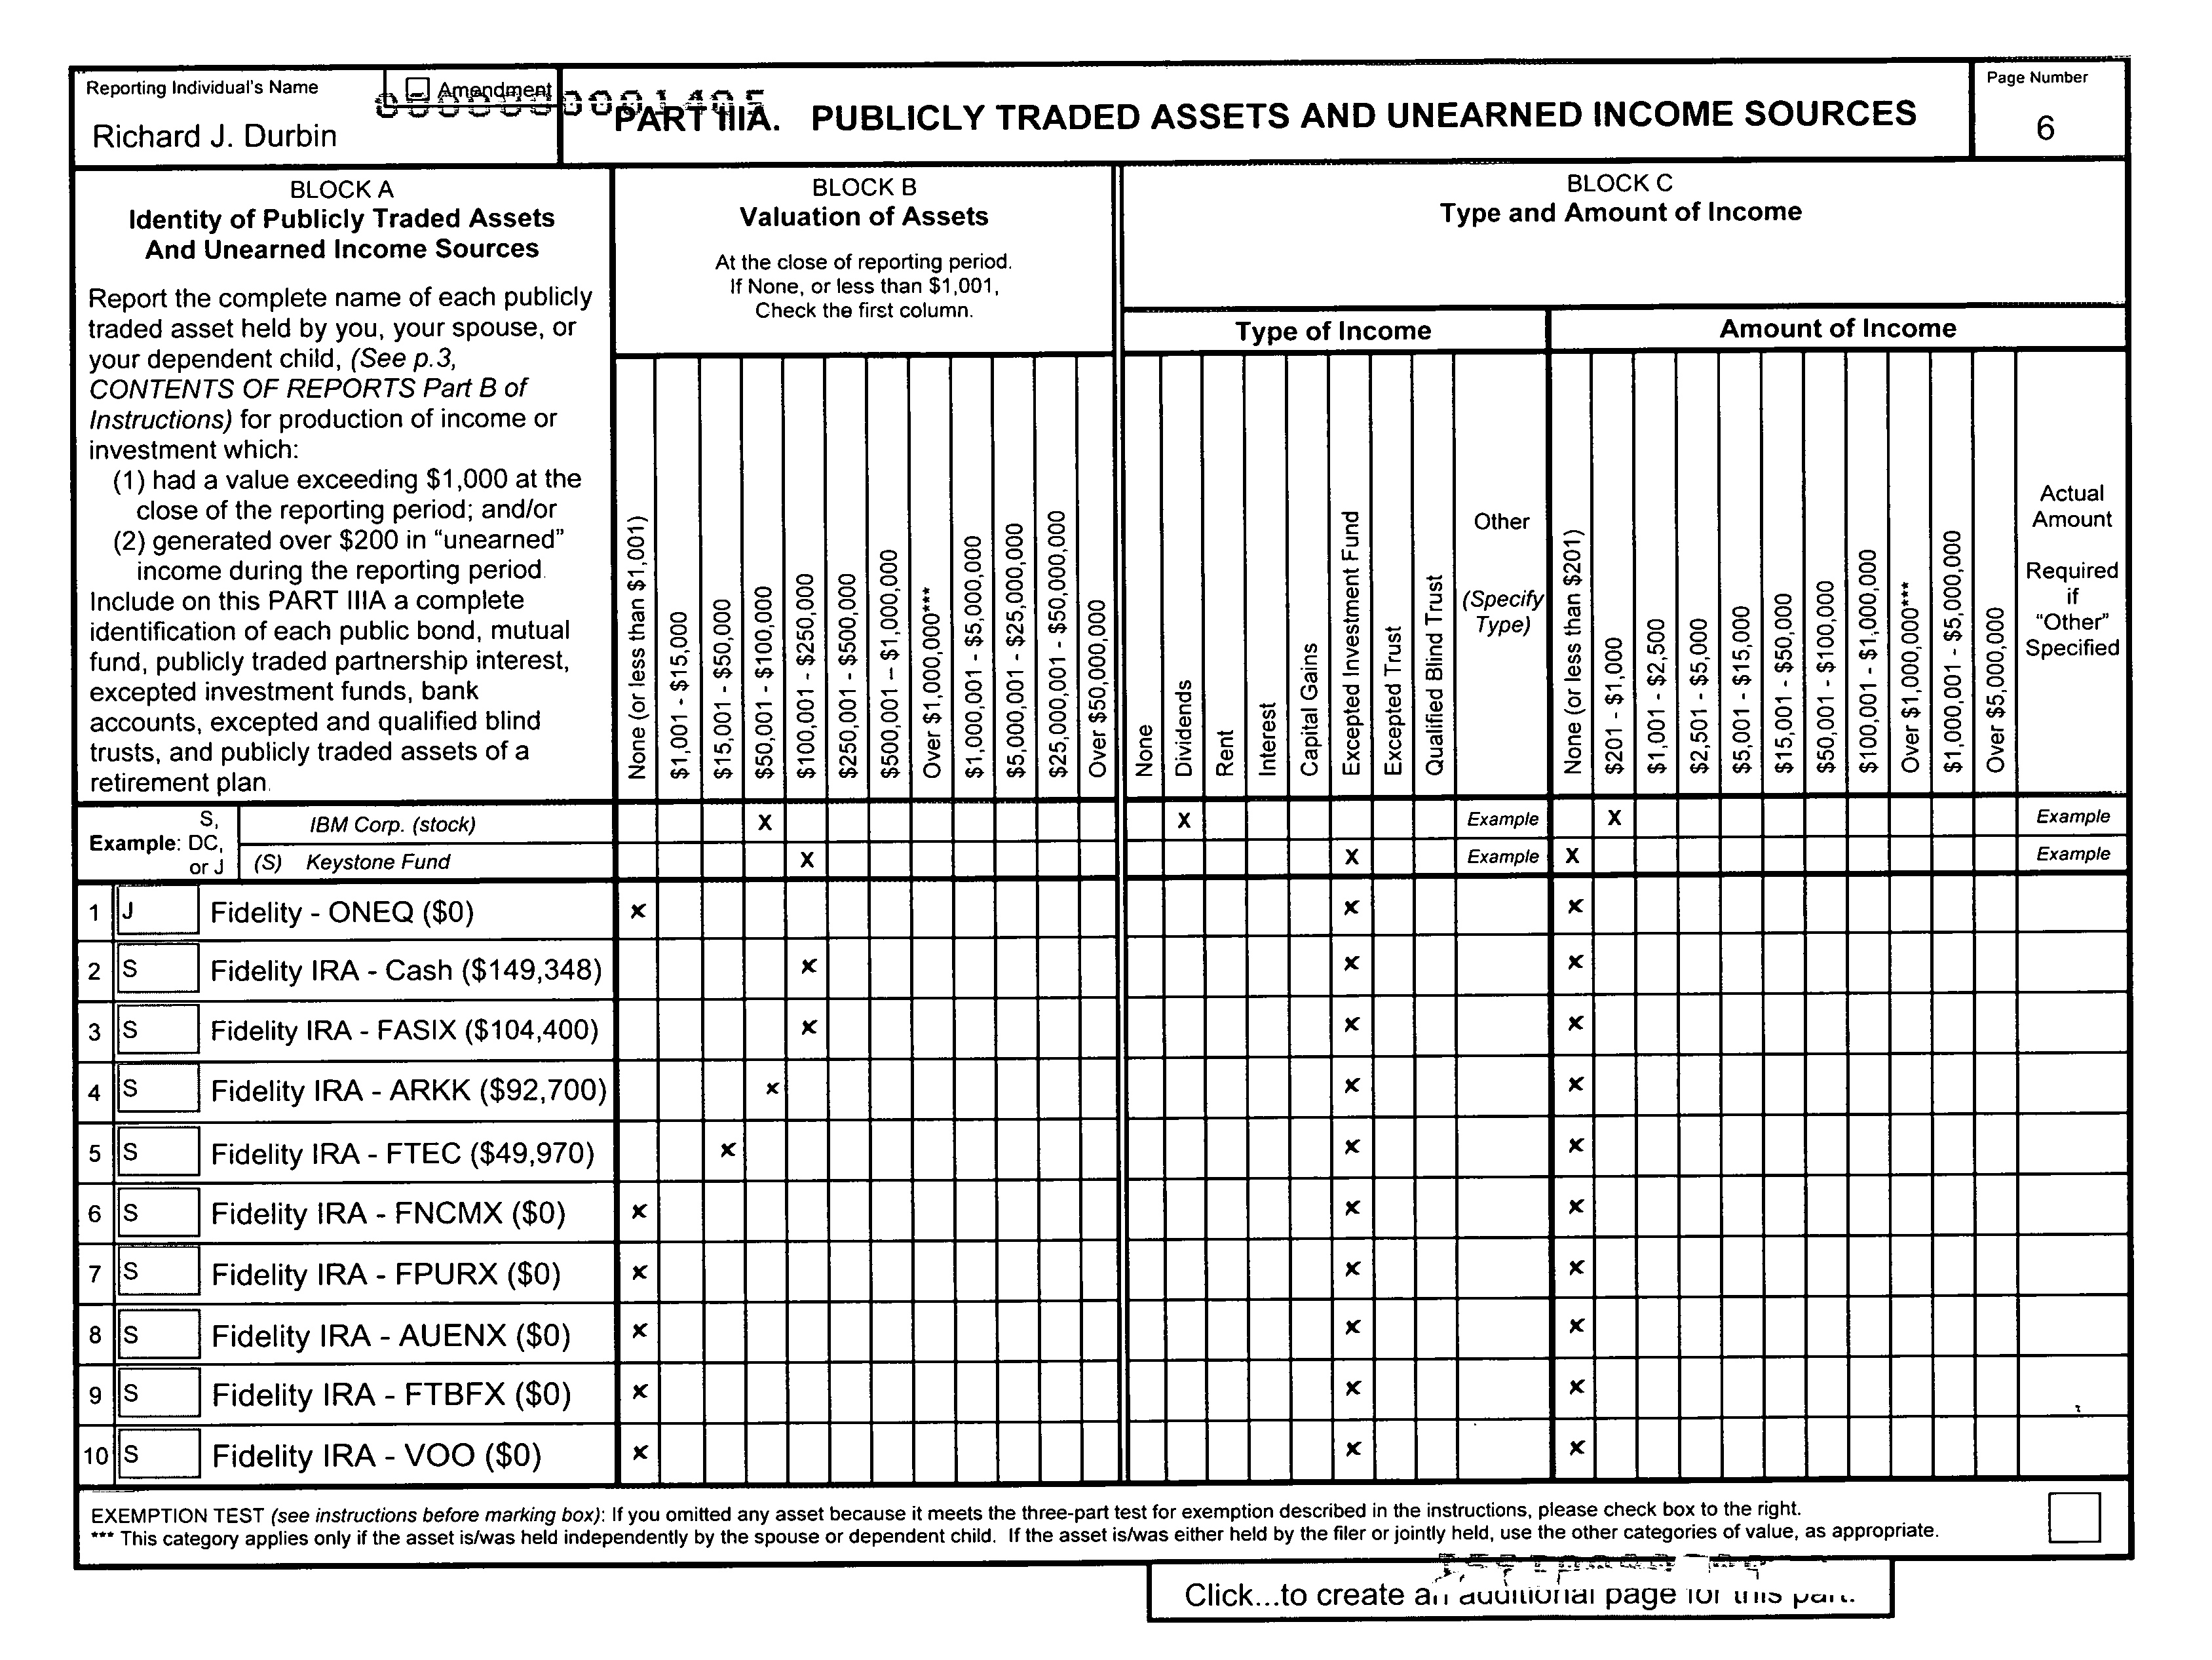 Reporting Individual's Name
Amendment
Richard J. Durbin
PART IIIA. PUBLICLY TRADED ASSETS AND UNEARNED INCOME SOURCES
Page Number
6
BLOCK A
Identity of Publicly Traded Assets
And Unearned Income Sources
Report the complete name of each publicly
traded asset held by you, your spouse, or
your dependent child, (See p.3,
CONTENTS OF REPORTS Part B of
Instructions) for production of income or
investment which:
(1) had a value exceeding $1,000 at the
close of the reporting period; and/or
(2) generated over $200 in “unearned”
income during the reporting period.
Include on this PART IIIA a complete
identification of each public bond, mutual
fund, publicly traded partnership interest,
excepted investment funds, bank
accounts, excepted and qualified blind
trusts, and publicly traded assets of a
retirement plan.
BLOCK B
Valuation of Assets
At the close of reporting period.
If None, or less than $1,001,
Check the first column.
None (or less than $1,001)
$1,001 - $15,000
$15,001 - $50,000
$50,001 - $100,000
$100,001 - $250,000
$250,001 - $500,000
$500,001 – $1,000,000
Over $1,000,000***
$1,000,001 - $5,000,000
$5,000,001 - $25,000,000
$25,000,001 - $50,000,000
Over $50,000,000
BLOCK C
Type and Amount of Income
Type of Income
None
Dividends
Rent
Interest
Capital Gains
Excepted Investment Fund
Excepted Trust
Qualified Blind Trust
Other
(Specify
Type)
Amount of Income
None (or less than $201)
$201 - $1,000
$1,001 - $2,500
$2,501 - $5,000
$5,001 - $15,000
$15,001 - $50,000
$50,001 - $100,000
$100,001 - $1,000,000
Over $1,000,000***
$1,000,001 - $5,000,000
Over $5,000,000
Actual
Amount
Required
if
“Other”
Specified
Example: S, DC, or J
IBM Corp. (stock) X X Example X Example
(S) Keystone Fund X X Example X Example
1 J Fidelity - ONEQ ($0) x x x
2 S Fidelity IRA - Cash ($149,348) x x x
3 S Fidelity IRA - FASIX ($104,400) x x x
4 S Fidelity IRA - ARKK ($92,700) x x x
5 S Fidelity IRA - FTEC ($49,970) x x x
6 S Fidelity IRA - FNCMX ($0) x x x
7 S Fidelity IRA - FPURX ($0) x x x
8 S Fidelity IRA - AUENX ($0) x x x
9 S Fidelity IRA - FTBFX ($0) x x x
10 S Fidelity IRA - VOO ($0) x x x
EXEMPTION TEST (see instructions before marking box): If you omitted any asset because it meets the three-part test for exemption described in the instructions, please check box to the right.
*** This category applies only if the asset is/was held independently by the spouse or dependent child. If the asset is/was either held by the filer or jointly held, use the other categories of value, as appropriate.
Click...to create an additional page for this part.